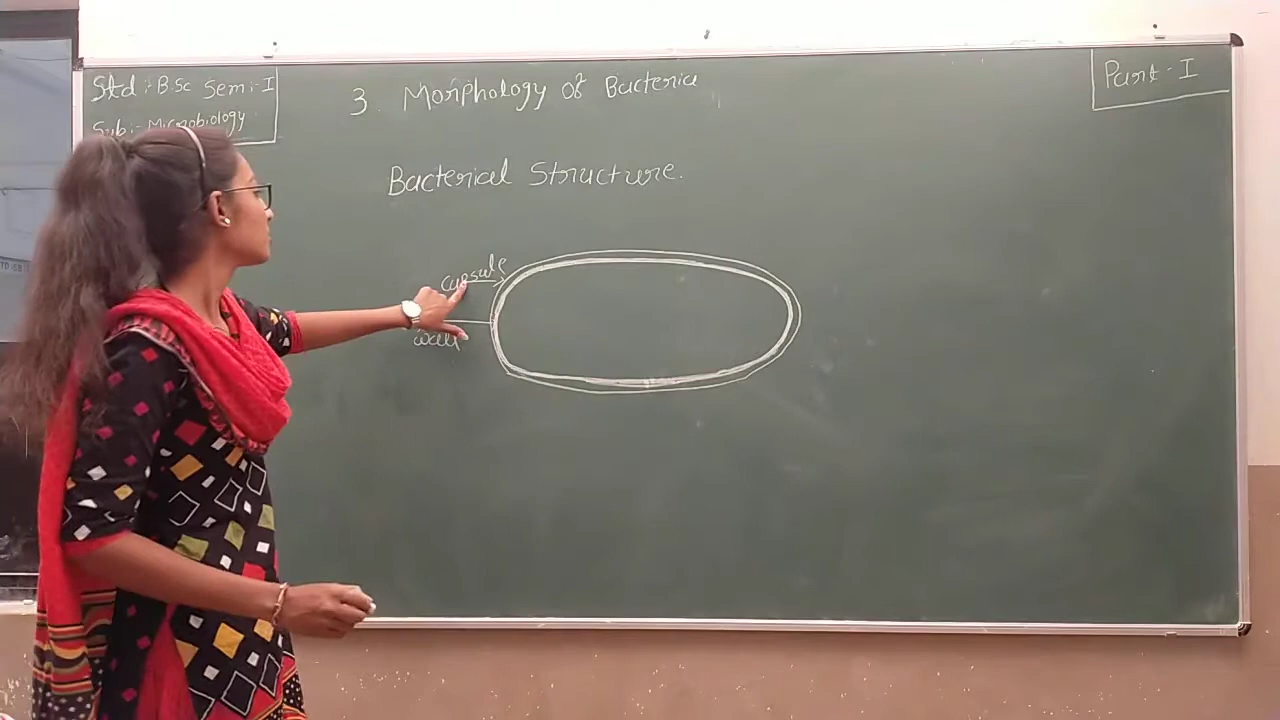 Std :- B.Sc Sem :- I
Sub :- Microbiology
Part - I
3. Morphology of Bacteria
Bacterial Structure.
capsule
wall